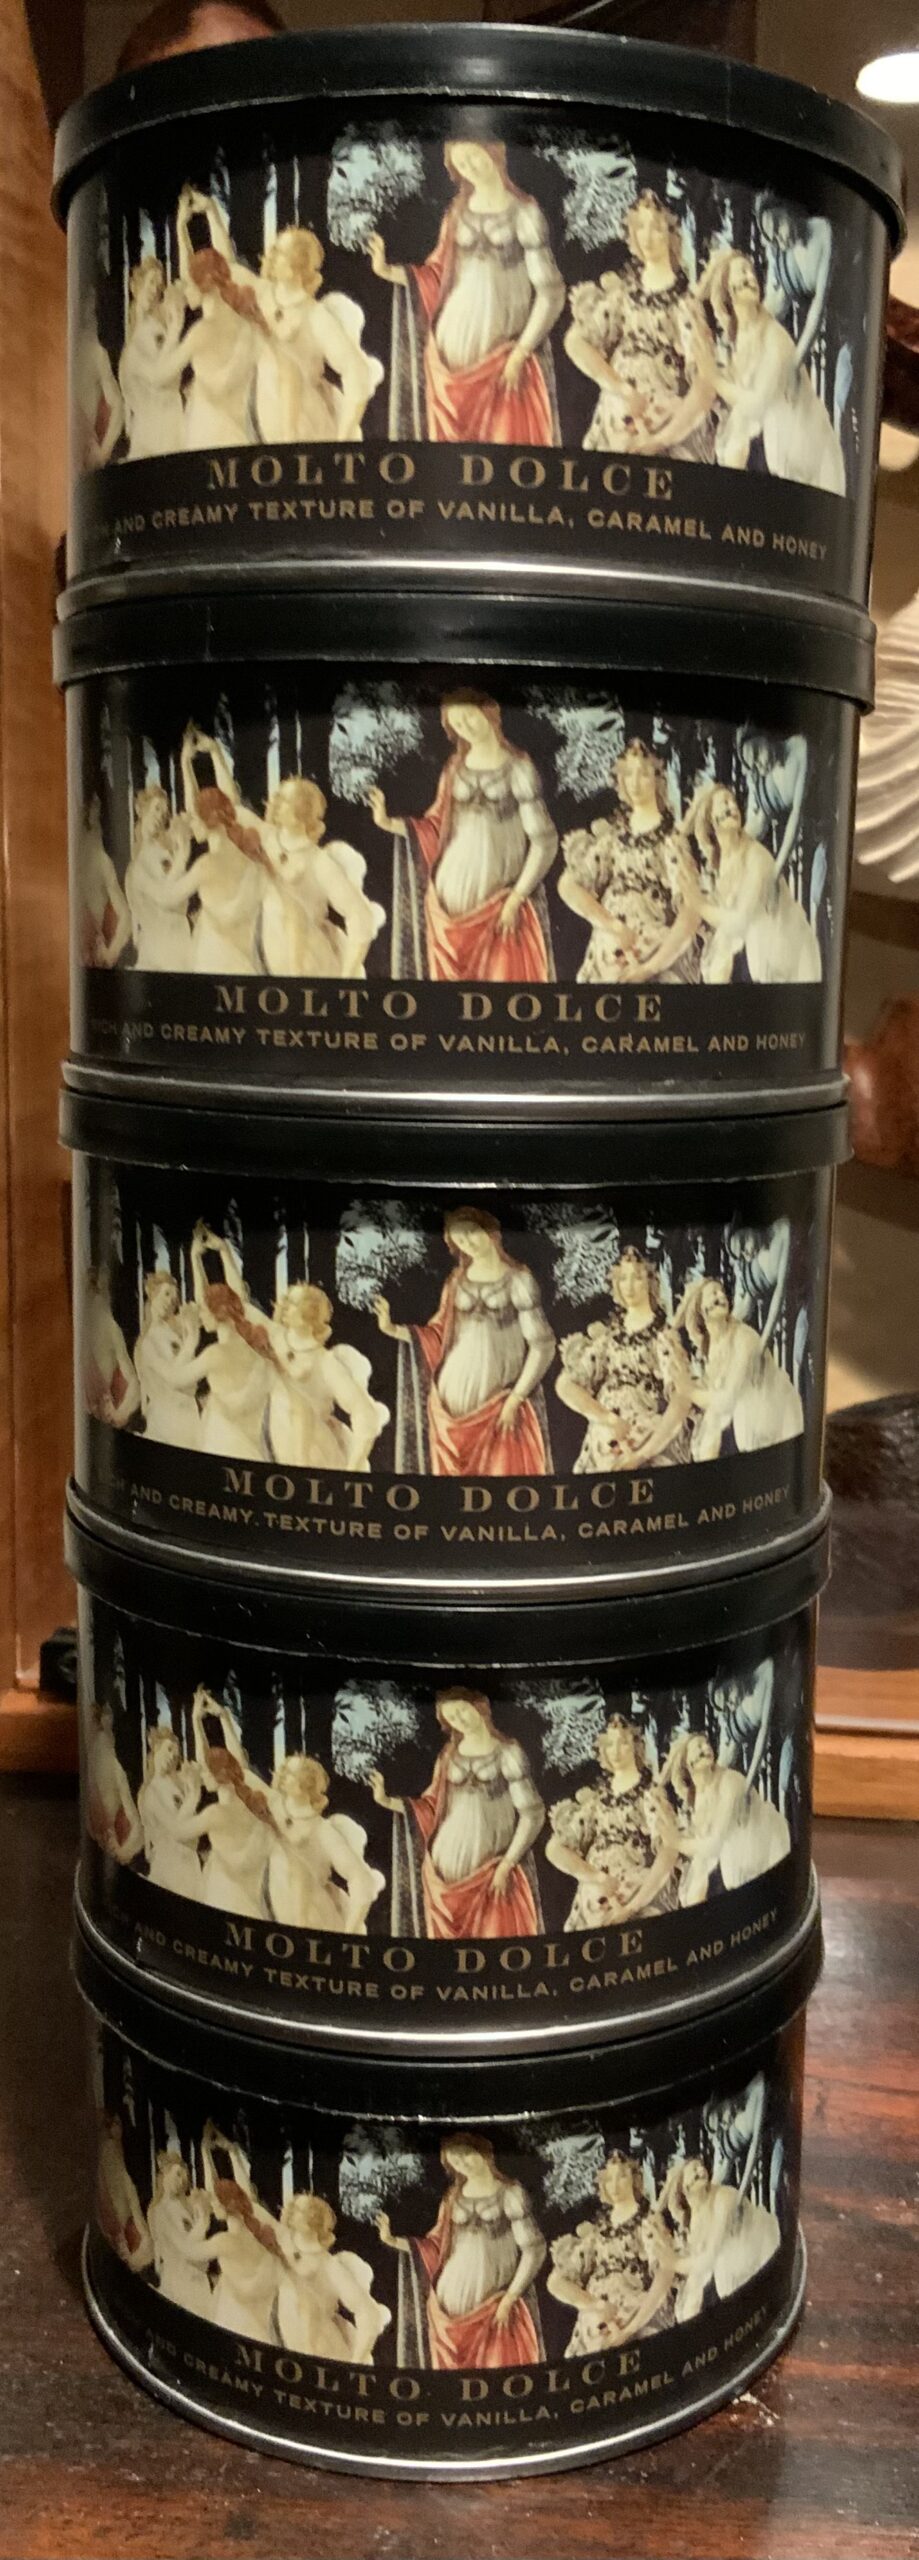 MOLTO DOLCE
AND CREAMY TEXTURE OF VANILLA, CARAMEL AND HONEY
MOLTO DOLCE
RICH AND CREAMY TEXTURE OF VANILLA, CARAMEL AND HONEY
MOLTO DOLCE
AND CREAMY TEXTURE OF VANILLA, CARAMEL AND HONEY
MOLTO DOLCE
AND CREAMY TEXTURE OF VANILLA, CARAMEL AND HONEY
MOLTO DOLCE
AND CREAMY TEXTURE OF VANILLA, CARAMEL AND HONEY